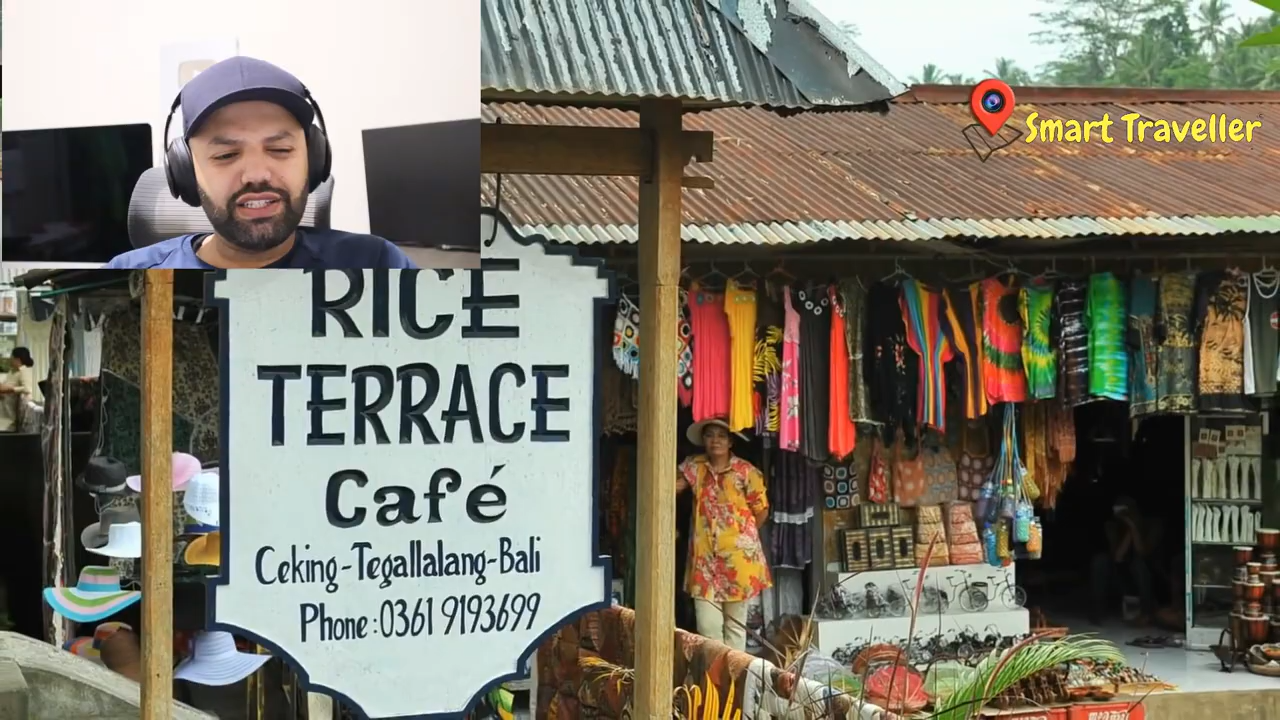 Smart Traveller
RICE
TERRACE
Café
Ceking-Tegallalang-Bali
Phone: 0361 9193699